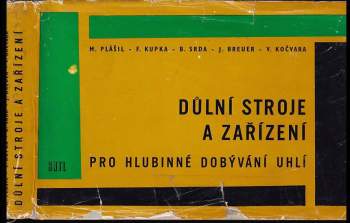 DŮLNÍ STROJE A ZAŘÍZENÍ
M. PLÁŠIL - F. KUPKA - B. SRDA - J. BREUER - V. KOČVARA
DŮLNÍ STROJE
A ZAŘÍZENÍ
PRO HLUBINNÉ DOBÝVÁNÍ UHLÍ
SNTL